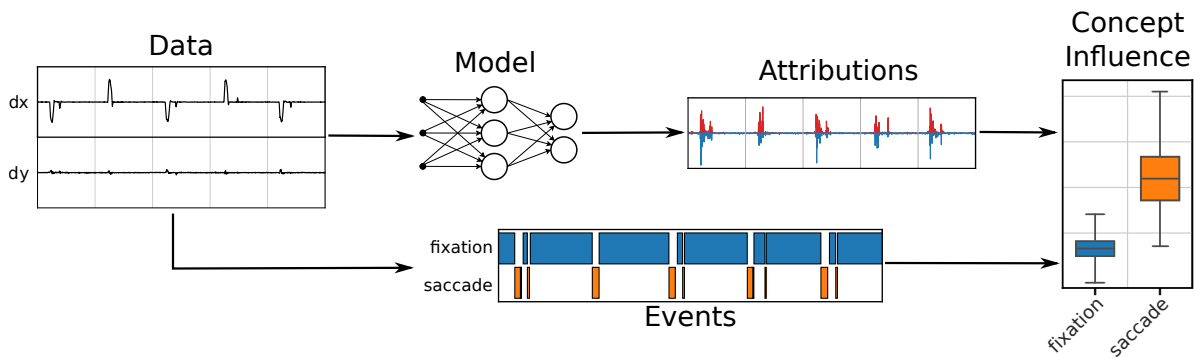 Data
dx
dy
Model
Attributions
Concept
Influence
fixation
saccade
Events
fixation
saccade